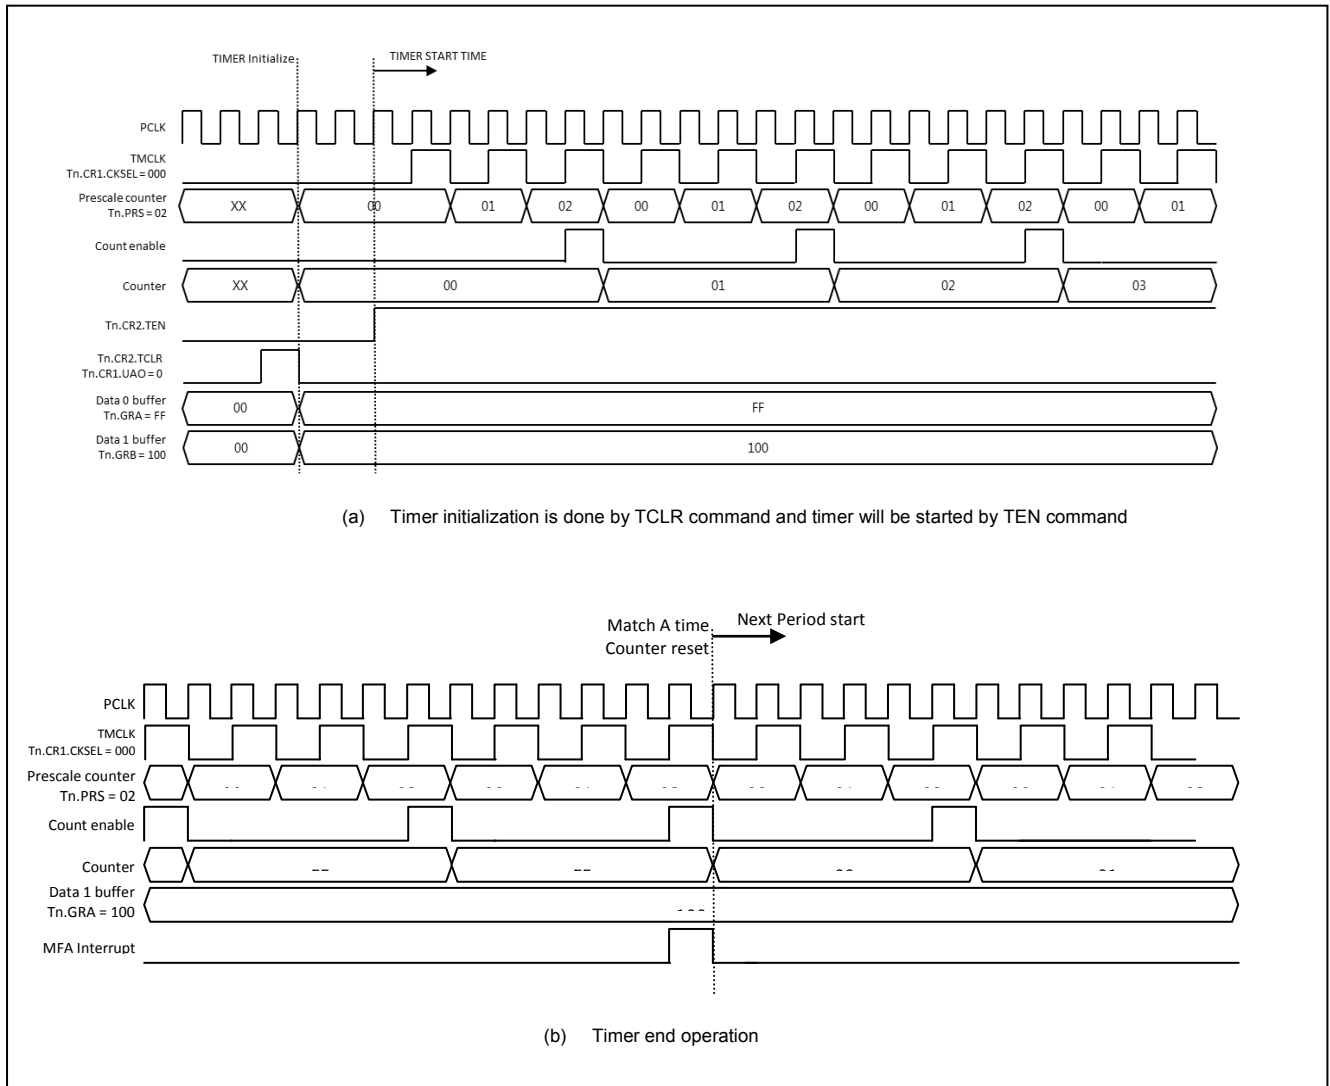 TIMER Initialize
TIMER START TIME
PCLK
TMCLK
Tn.CR1.CKSEL = 000
Prescale counter
Tn.PRS = 02
XX 00 01 02 00 01 02 00 01 02 00 01
Count enable
Counter
XX 00 01 02 03
Tn.CR2.TEN
Tn.CR2.TCLR
Tn.CR1.UAO = 0
Data 0 buffer
Tn.GRA = FF
00 FF
Data 1 buffer
Tn.GRB = 100
00 100
(a) Timer initialization is done by TCLR command and timer will be started by TEN command
Match A time
Counter reset
Next Period start
PCLK
TMCLK
Tn.CR1.CKSEL = 000
Prescale counter
Tn.PRS = 02
Count enable
Counter
Data 1 buffer
Tn.GRA = 100
MFA Interrupt
(b) Timer end operation